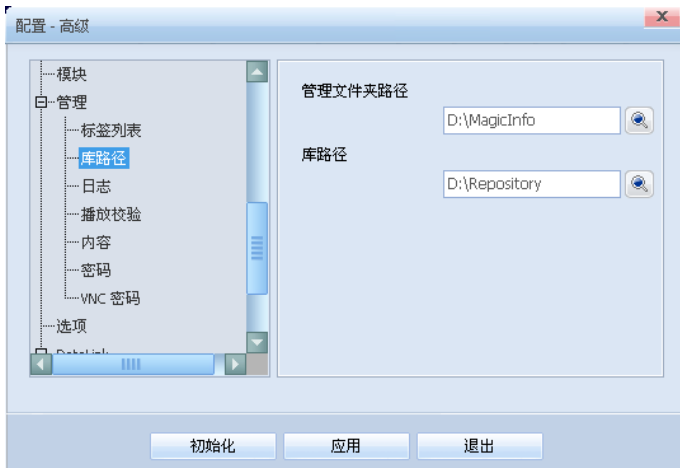 配置 - 高级
模块
管理
标签列表
库路径
日志
播放校验
内容
密码
VNC 密码
选项
DataLink
管理文件夹路径
D:\MagicInfo
库路径
D:\Repository
初始化
应用
退出